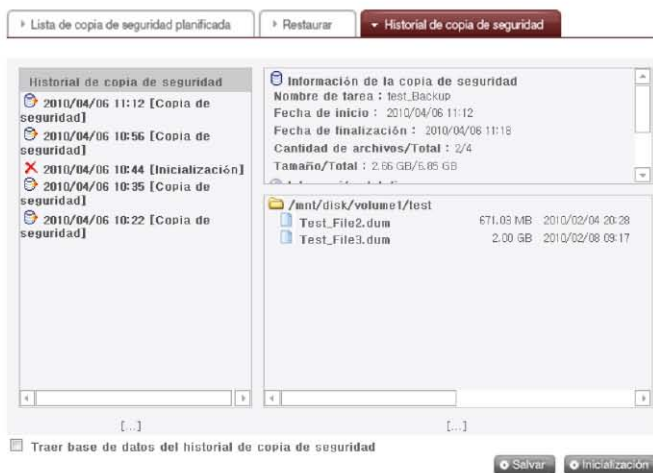 Lista de copia de seguridad planificada
Restaurar
Historial de copia de seguridad
Historial de copia de seguridad
2010/04/06 11:12 [Copia de
seguridad]
2010/04/06 10:56 [Copia de
seguridad]
2010/04/06 10:44 [Inicialización]
2010/04/06 10:35 [Copia de
seguridad]
2010/04/06 10:22 [Copia de
seguridad]
Información de la copia de seguridad
Nombre de tarea : test_Backup
Fecha de inicio : 2010/04/06 11:12
Fecha de finalización : 2010/04/06 11:18
Cantidad de archivos/Total : 2/4
Tamaño/Total : 2.66 GB/6.85 GB
/mnt/disk/volume1/test
Test_File2.dum 671.03 MB 2010/02/04 20:28
Test_File3.dum 2.00 GB 2010/02/08 09:17
[...] [...]
Traer base de datos del historial de copia de seguridad
Salvar Inicialización